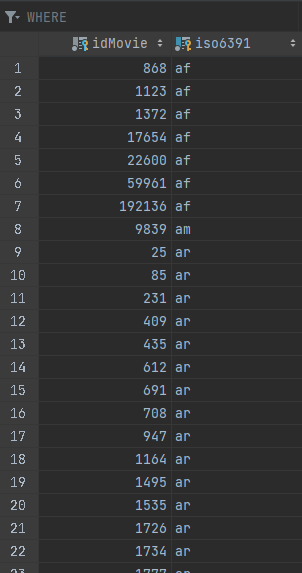 WHERE
idMovie iso6391
1 868 af
2 1123 af
3 1372 af
4 17654 af
5 22600 af
6 59961 af
7 192136 af
8 9839 am
9 25 ar
10 85 ar
11 231 ar
12 409 ar
13 435 ar
14 612 ar
15 691 ar
16 708 ar
17 947 ar
18 1164 ar
19 1495 ar
20 1535 ar
21 1726 ar
22 1734 ar
23 1777 ar